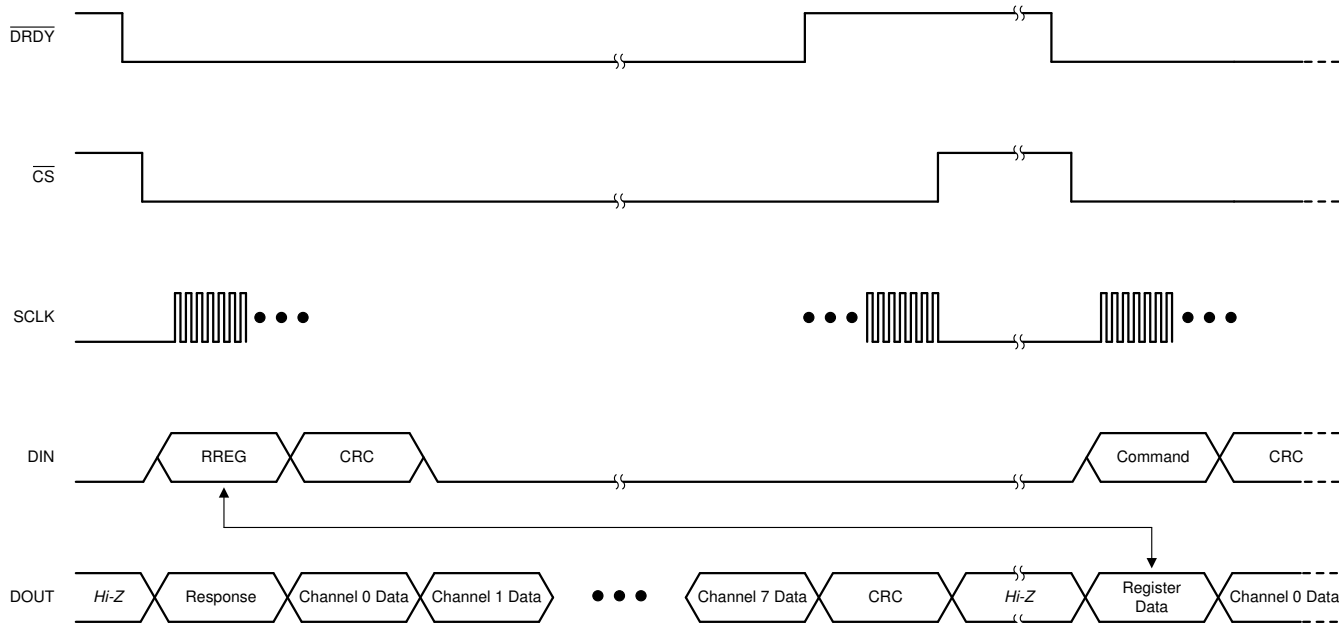 DRDY
CS
SCLK
DIN
RREG
CRC
Command
CRC
DOUT
Hi-Z
Response
Channel 0 Data
Channel 1 Data
Channel 7 Data
CRC
Hi-Z
Register
Data
Channel 0 Data